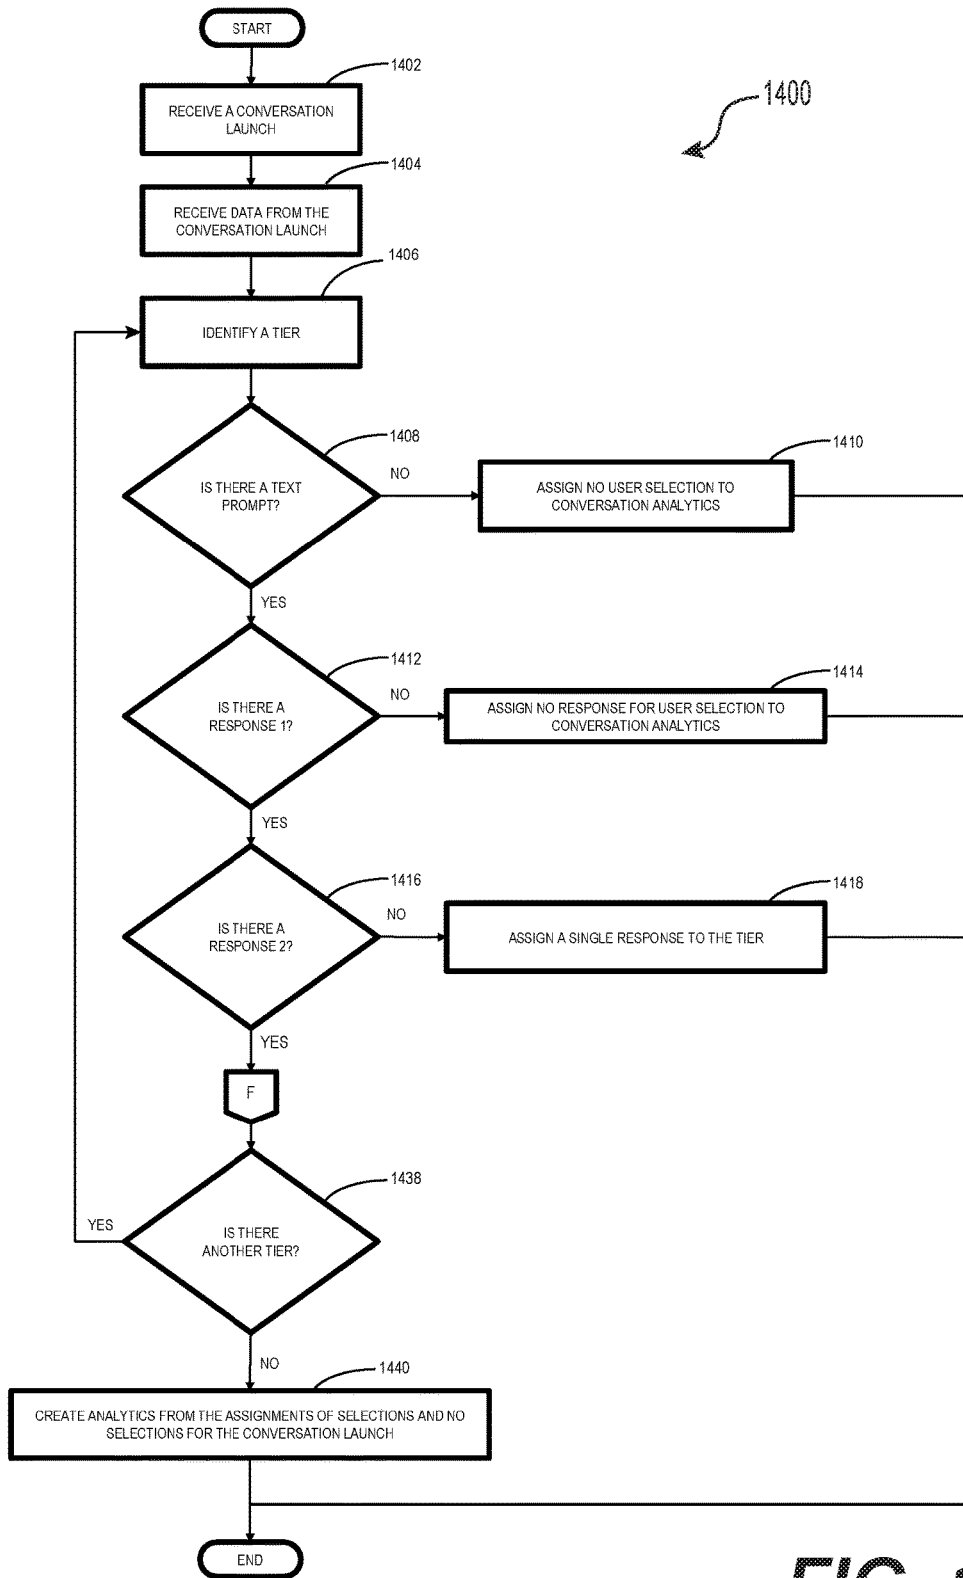 START
1402
RECEIVE A CONVERSATION
LAUNCH
1400
1404
RECEIVE DATA FROM THE
CONVERSATION LAUNCH
1406
IDENTIFY A TIER
1408
IS THERE A TEXT
PROMPT?
NO
1410
ASSIGN NO USER SELECTION TO
CONVERSATION ANALYTICS
YES
1412
IS THERE A
RESPONSE 1?
NO
1414
ASSIGN NO RESPONSE FOR USER SELECTION TO
CONVERSATION ANALYTICS
YES
1416
IS THERE A
RESPONSE 2?
NO
1418
ASSIGN A SINGLE RESPONSE TO THE TIER
YES
F
1438
IS THERE
ANOTHER TIER?
YES
NO
1440
CREATE ANALYTICS FROM THE ASSIGNMENTS OF SELECTIONS AND NO
SELECTIONS FOR THE CONVERSATION LAUNCH
END
FIG.